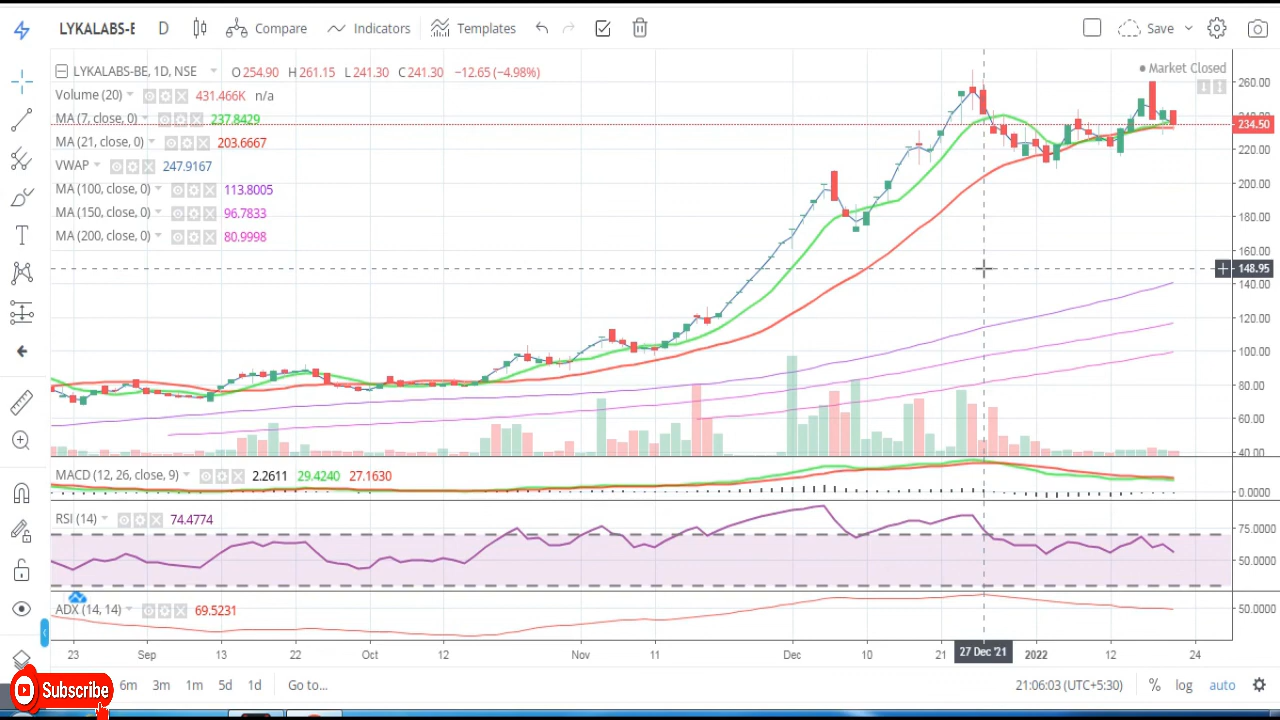 LYKALABS-E D Compare Indicators Templates Save
LYKALABS-BE, 1D, NSE O 254.90 H 261.15 L 241.30 C 241.30 −12.65 (−4.98%)
Market Closed
Volume (20) 431.466K n/a
MA (7, close, 0) 237.8429
MA (21, close, 0) 203.6667
VWAP 247.9167
MA (100, close, 0) 113.8005
MA (150, close, 0) 96.7833
MA (200, close, 0) 80.9998
260.00
240.00
234.50
220.00
200.00
180.00
160.00
148.95
140.00
120.00
100.00
80.00
60.00
40.00
MACD (12, 26, close, 9) 2.2611 29.4240 27.1630
0.0000
RSI (14) 74.4774
75.0000
50.0000
ADX (14, 14) 69.5231
50.0000
23 Sep 13 22 Oct 12 Nov 11 Dec 10 21 27 Dec '21 2022 12 24
Subscribe 6m 3m 1m 5d 1d Go to... 21:06:03 (UTC+5:30) % log auto